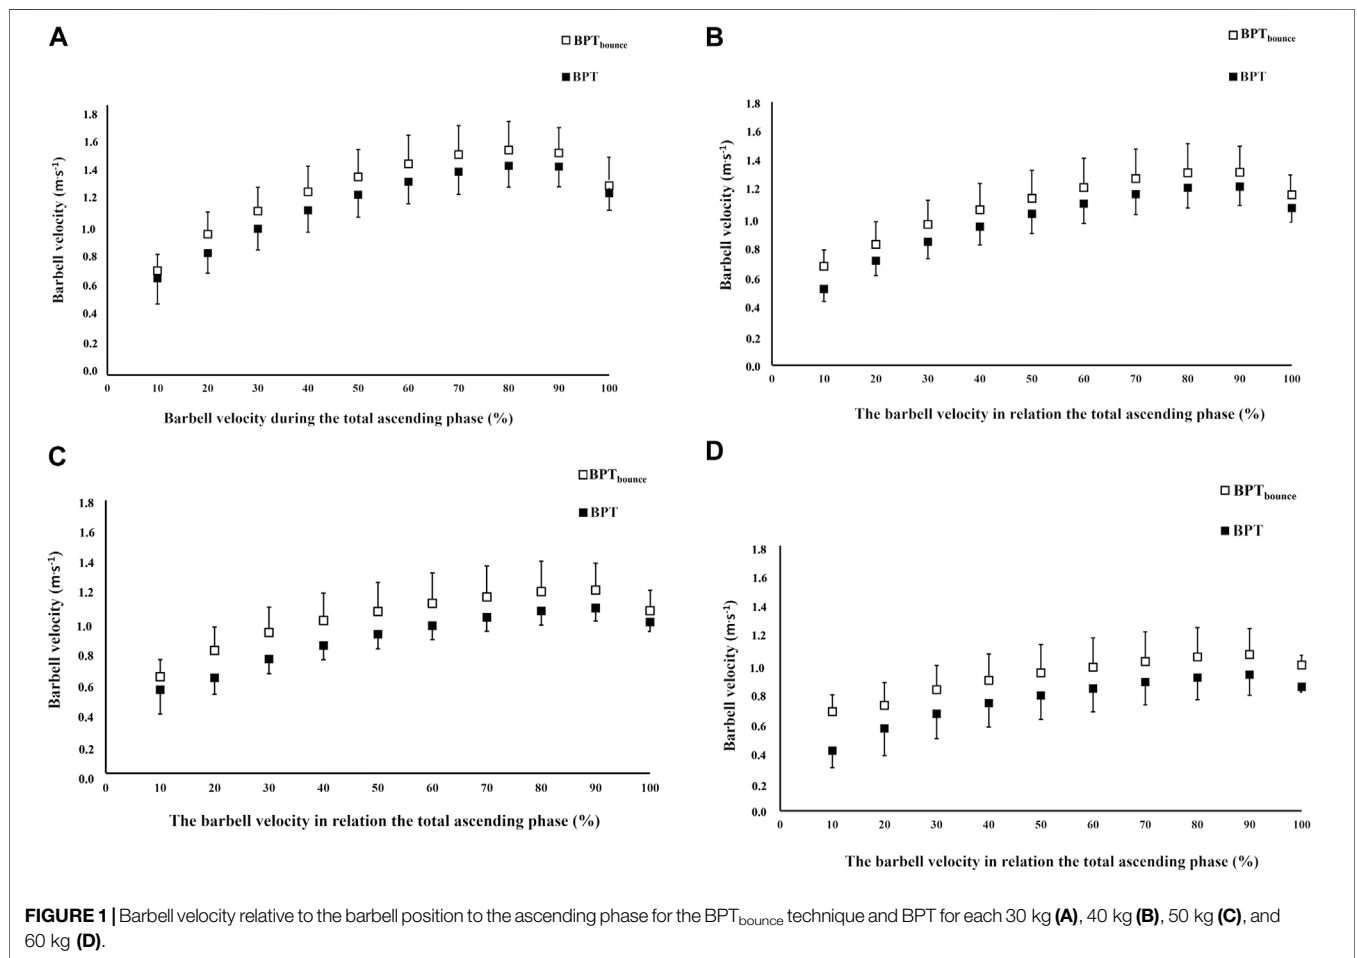 A
BPTbounce
BPT
1.8
1.6
1.4
1.2
1.0
0.8
0.6
0.4
0.2
0.0
Barbell velocity (m·s-1)
0 10 20 30 40 50 60 70 80 90 100
Barbell velocity during the total ascending phase (%)
B
BPTbounce
BPT
1.8
1.6
1.4
1.2
1.0
0.8
0.6
0.4
0.2
0.0
Barbell velocity (m·s-1)
0 10 20 30 40 50 60 70 80 90 100
The barbell velocity in relation the total ascending phase (%)
C
BPTbounce
BPT
1.8
1.6
1.4
1.2
1.0
0.8
0.6
0.4
0.2
0.0
Barbell velocity (m·s-1)
0 10 20 30 40 50 60 70 80 90 100
The barbell velocity in relation the total ascending phase (%)
D
BPTbounce
BPT
1.8
1.6
1.4
1.2
1.0
0.8
0.6
0.4
0.2
0.0
Barbell velocity (m·s-1)
0 10 20 30 40 50 60 70 80 90 100
The barbell velocity in relation the total ascending phase (%)
FIGURE 1 | Barbell velocity relative to the barbell position to the ascending phase for the BPTbounce technique and BPT for each 30 kg (A), 40 kg (B), 50 kg (C), and
60 kg (D).